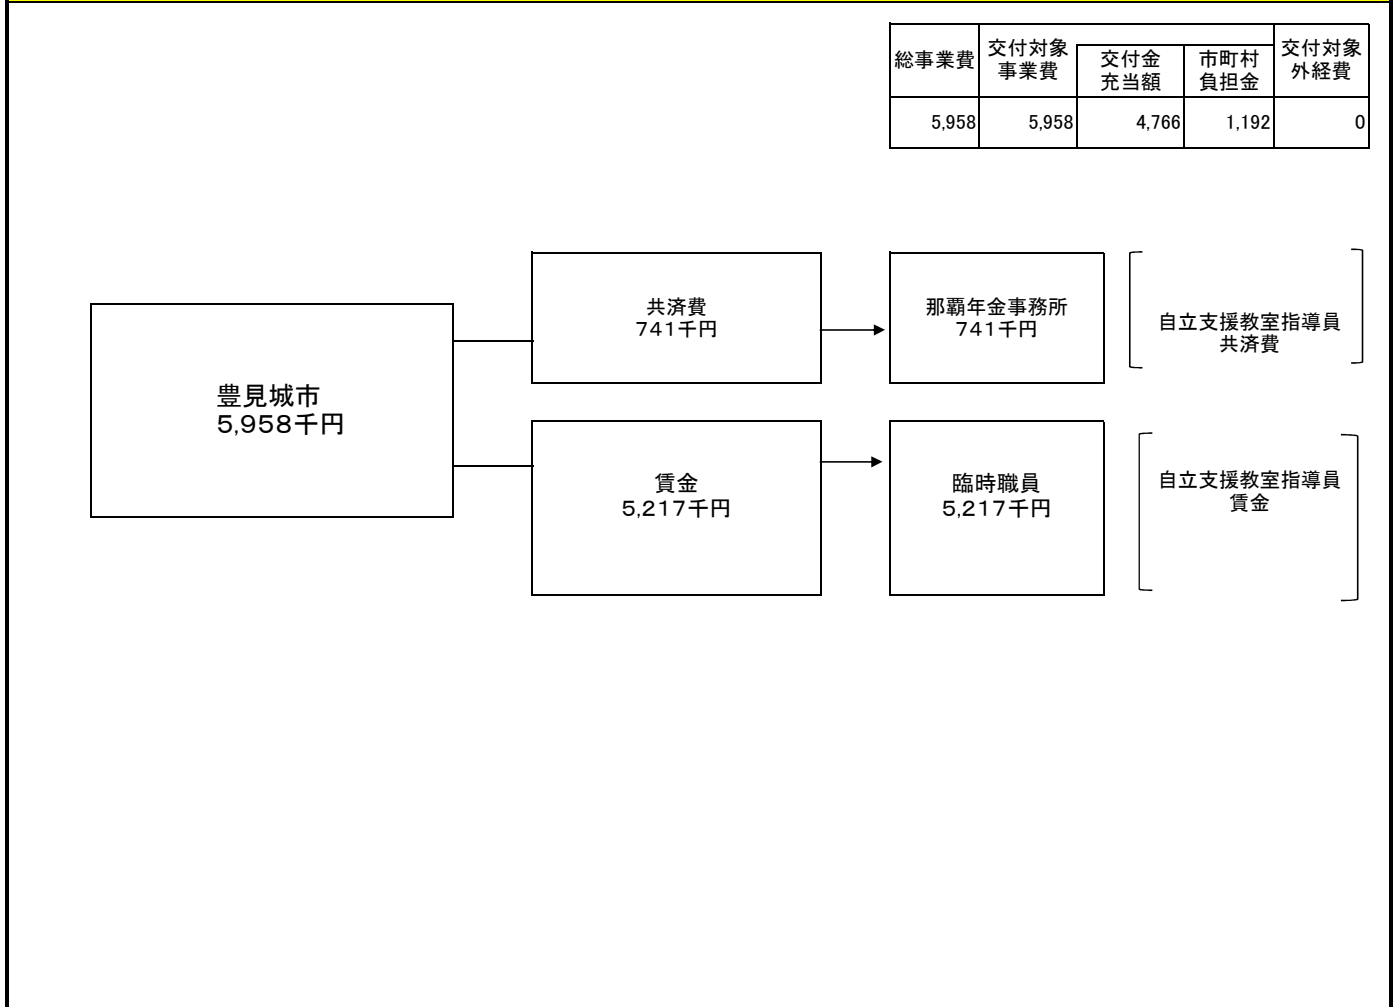 総事業費
交付対象
事業費
交付金
充当額
市町村
負担金
交付対象
外経費
5,958
5,958
4,766
1,192
0
豊見城市
5,958千円
共済費
741千円
那覇年金事務所
741千円
自立支援教室指導員
共済費
賃金
5,217千円
臨時職員
5,217千円
自立支援教室指導員
賃金